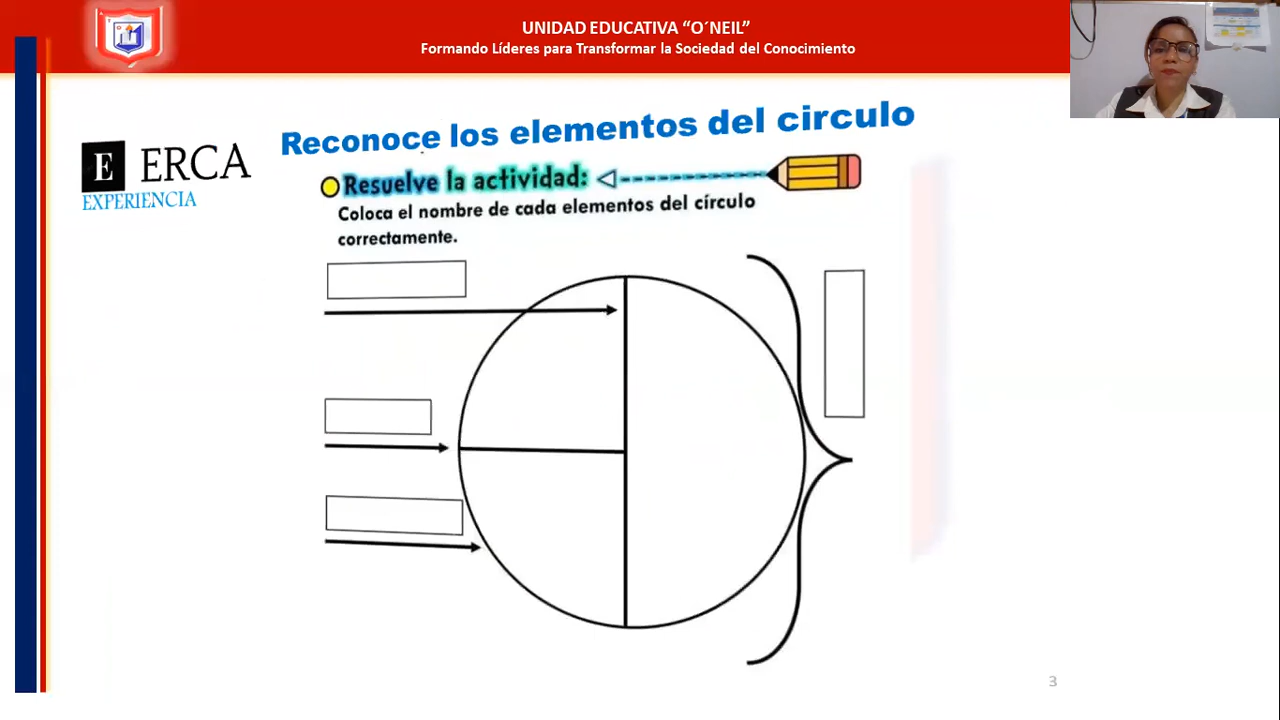 UNIDAD EDUCATIVA “O´NEIL”
Formando Líderes para Transformar la Sociedad del Conocimiento
Reconoce los elementos del circulo
E ERCA
EXPERIENCIA
Resuelve la actividad:
Coloca el nombre de cada elementos del círculo
correctamente.
3